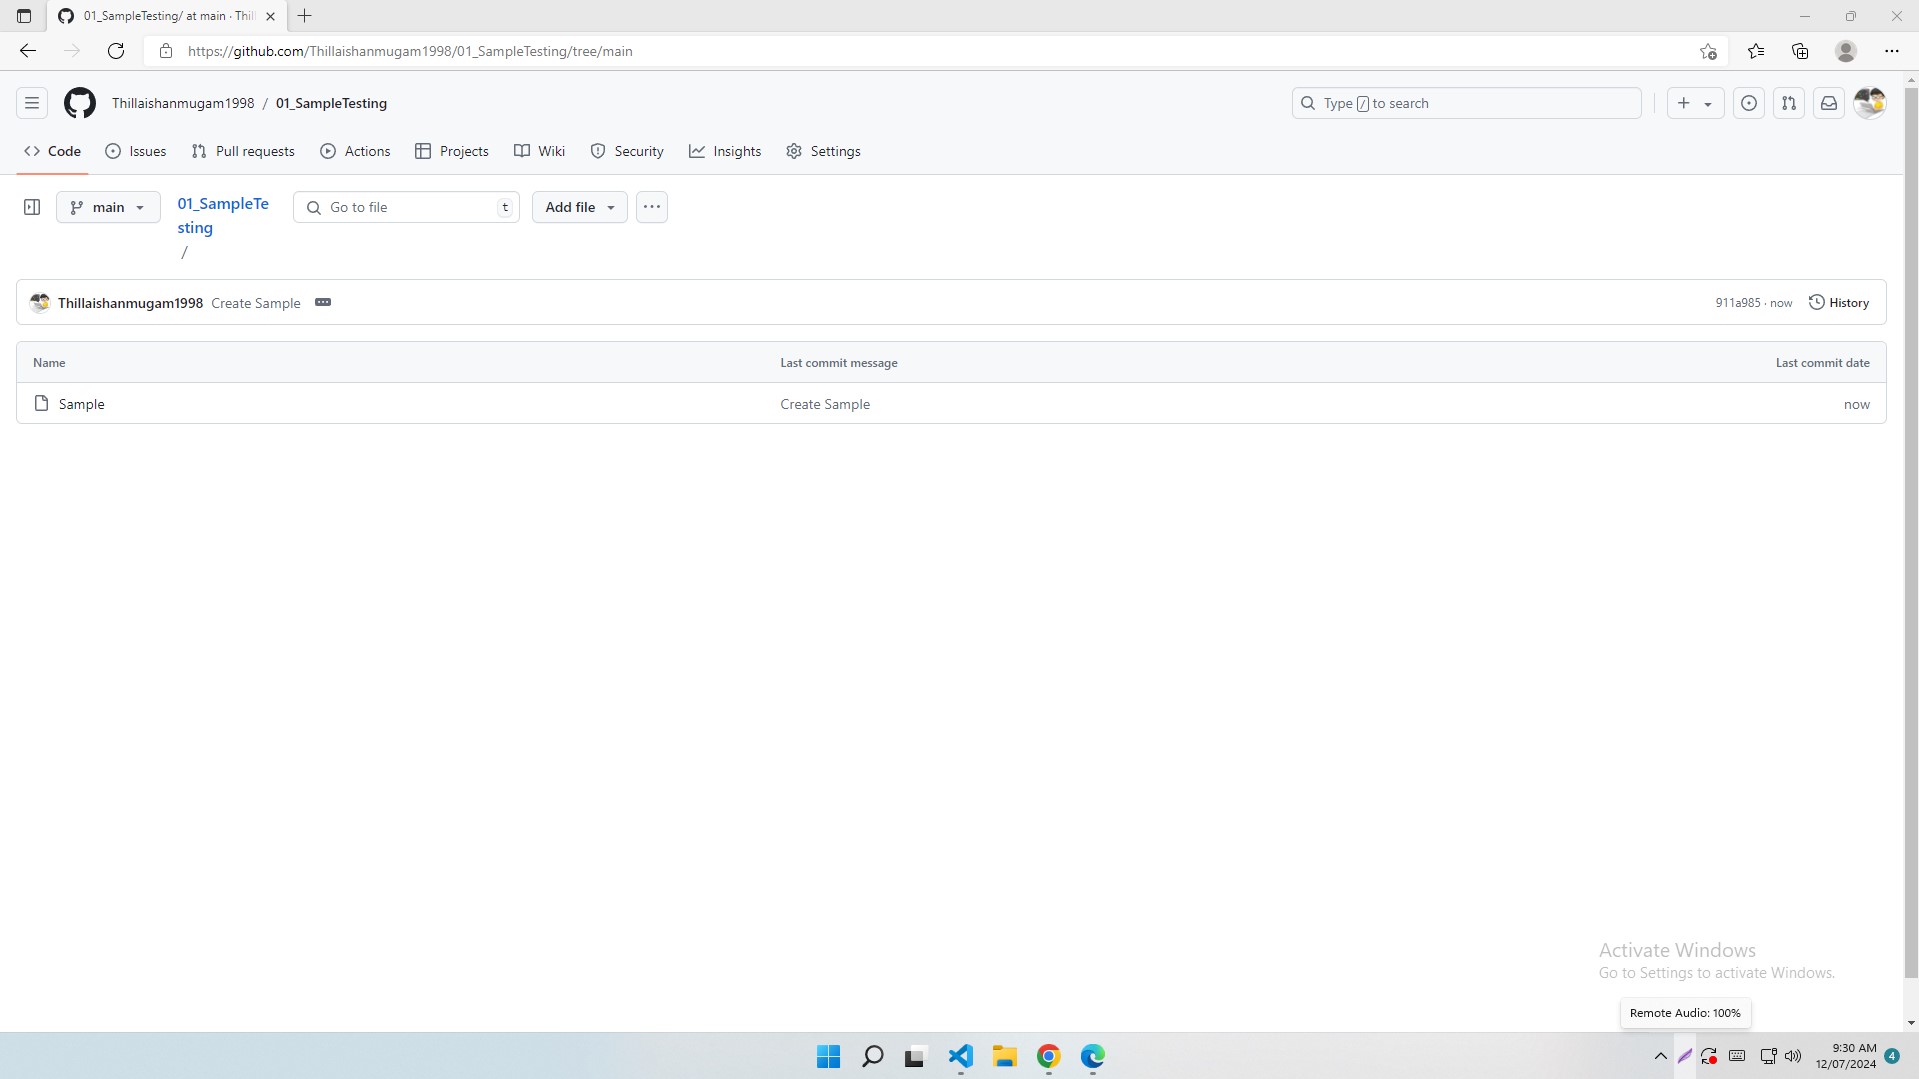 01_SampleTesting/ at main · Thil
https://github.com/Thillaishanmugam1998/01_SampleTesting/tree/main
Thillaishanmugam1998 / 01_SampleTesting
Type / to search
Code Issues Pull requests Actions Projects Wiki Security Insights Settings
main
01_SampleTe
sting
/
Go to file t
Add file
Thillaishanmugam1998 Create Sample
911a985 · now History
Name Last commit message Last commit date
Sample Create Sample now
Activate Windows
Go to Settings to activate Windows.
Remote Audio: 100%
9:30 AM
12/07/2024
4